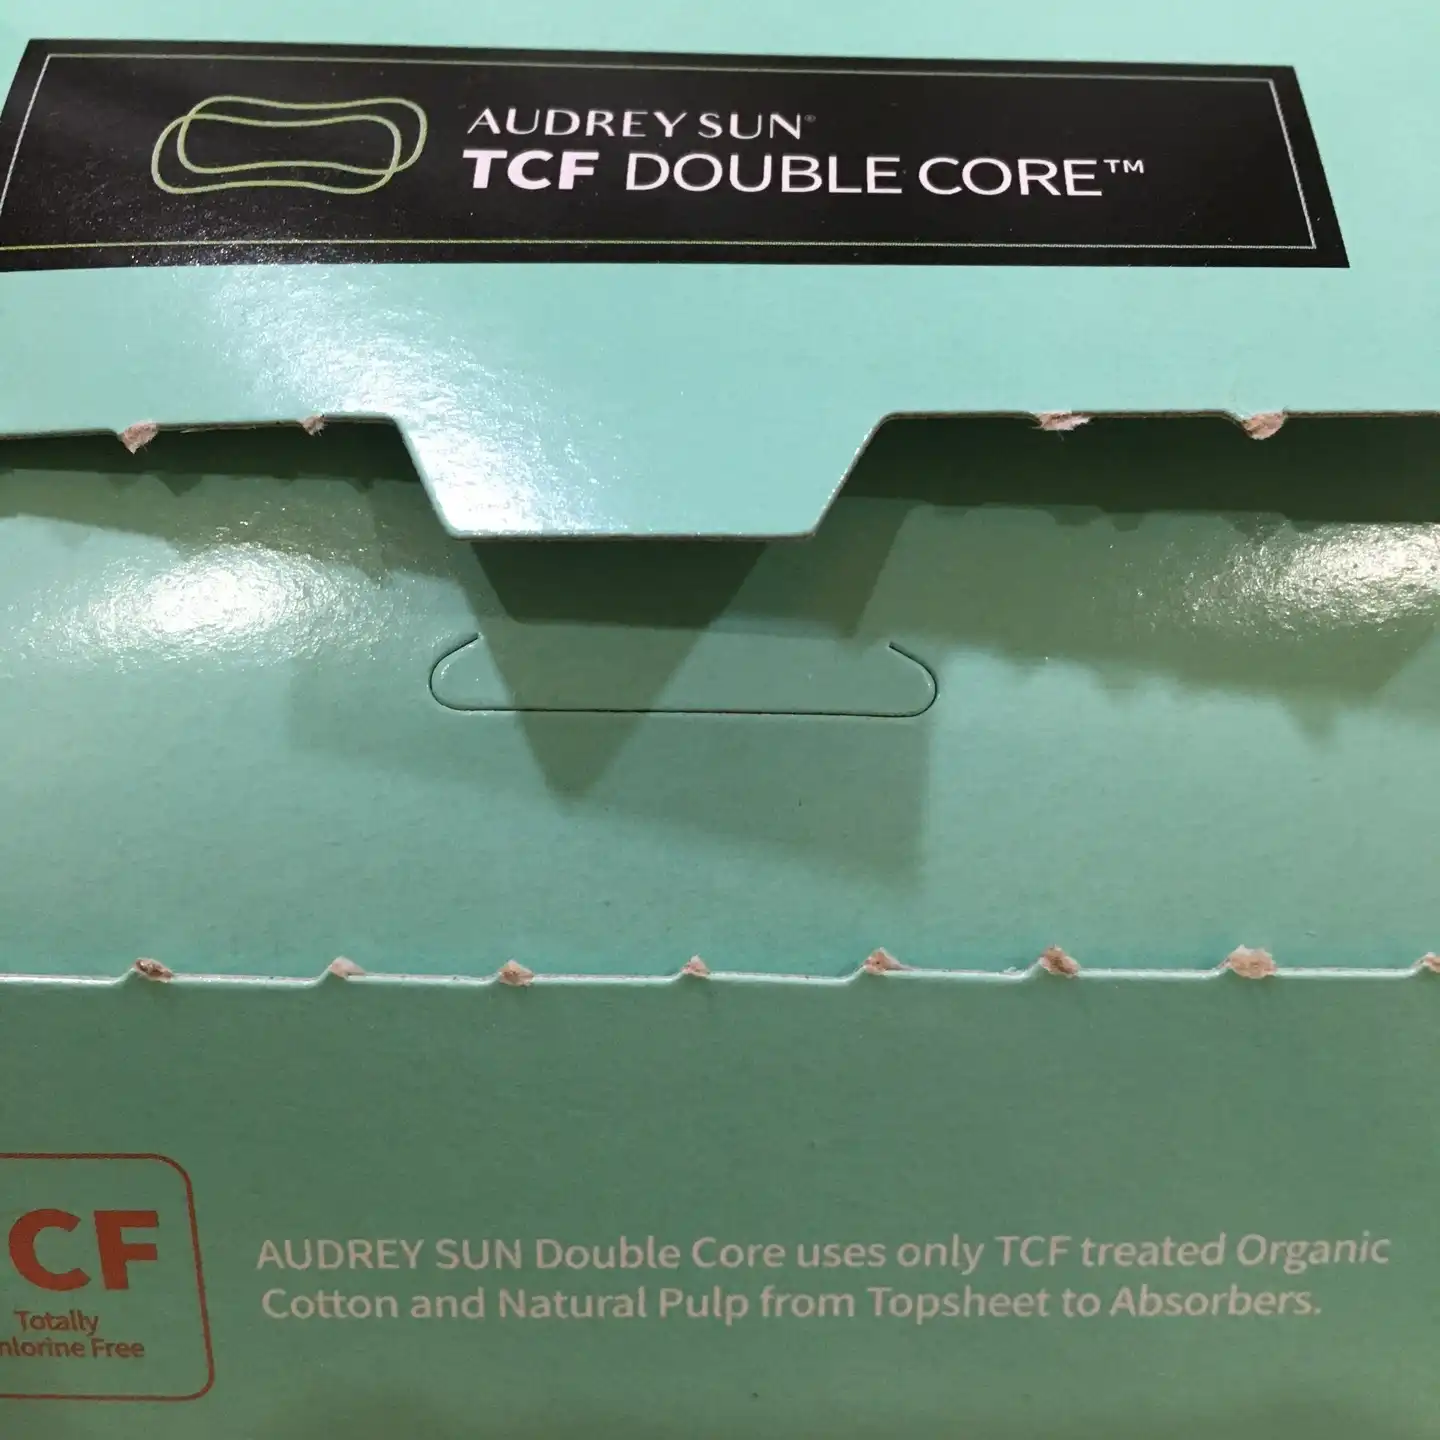 AUDREY SUN®
TCF DOUBLE CORE™
CF
Totally
hlorine Free
AUDREY SUN Double Core uses only TCF treated Organic
Cotton and Natural Pulp from Topsheet to Absorbers.